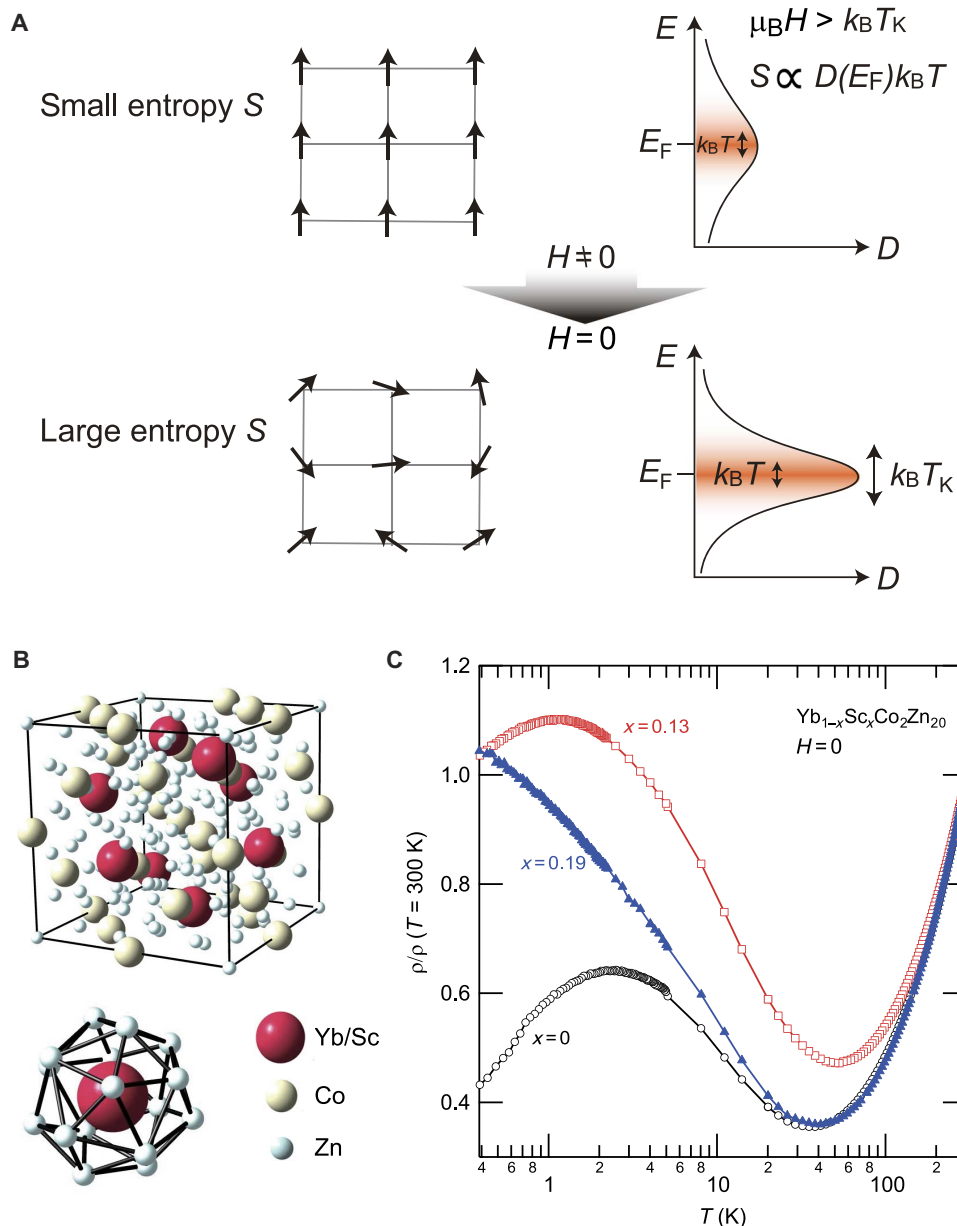 A
Small entropy S
E
μBH > kBTK
S ∝ D(EF)kBT
EF
kBT
D
H ≠ 0
H = 0
Large entropy S
E
EF
kBT
kBTK
D
B
Yb/Sc
Co
Zn
C
1.2
1.0
0.8
0.6
0.4
ρ/ρ (T = 300 K)
Yb1−xScxCo2Zn20
H = 0
x = 0.13
x = 0.19
x = 0
4 6 8 1 2 4 6 8 10 2 4 6 8 100 2
T (K)